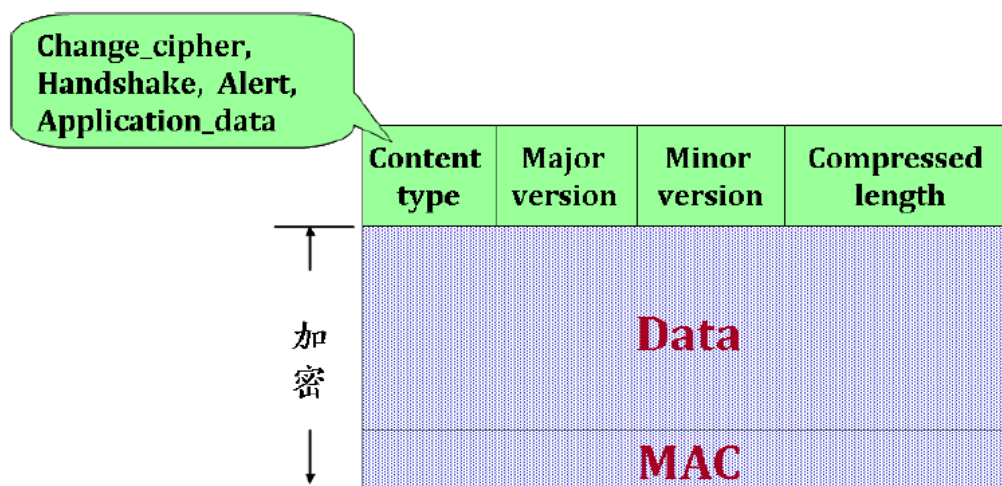 Change_cipher,
Handshake, Alert,
Application_data
Content type
Major version
Minor version
Compressed length
加密
Data
MAC